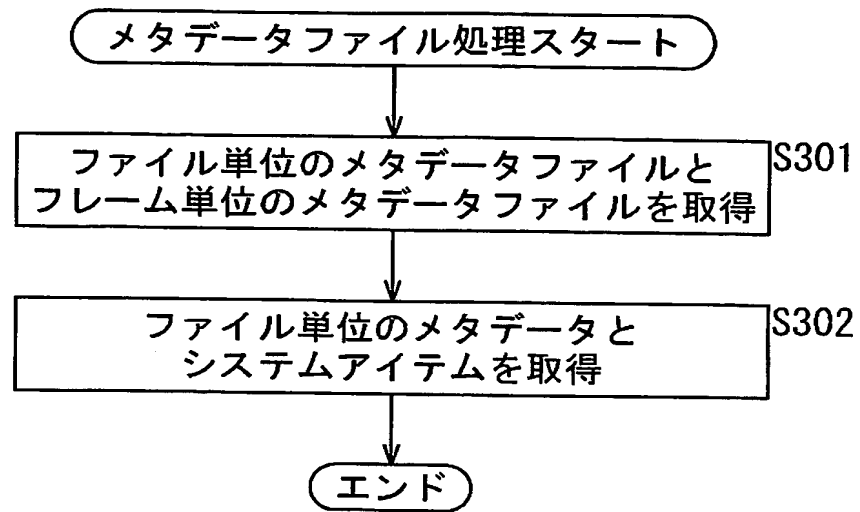 メタデータファイル処理スタート
ファイル単位のメタデータファイルと
フレーム単位のメタデータファイルを取得
S301
ファイル単位のメタデータと
システムアイテムを取得
S302
エンド